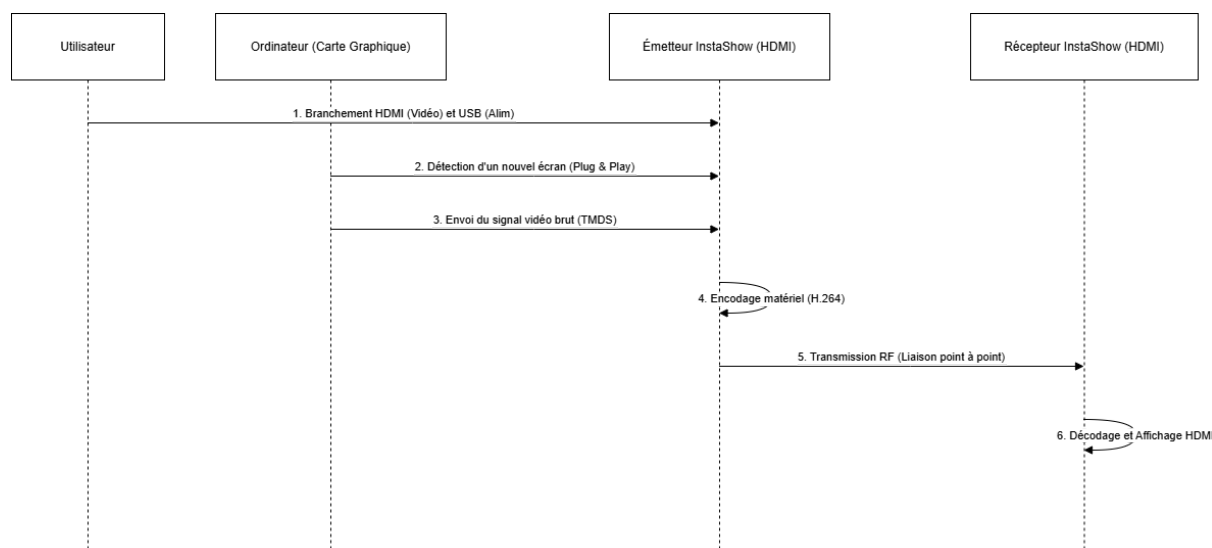 Utilisateur
Ordinateur (Carte Graphique)
Émetteur InstaShow (HDMI)
Récepteur InstaShow (HDMI)
1. Branchement HDMI (Vidéo) et USB (Alim)
2. Détection d'un nouvel écran (Plug & Play)
3. Envoi du signal vidéo brut (TMDS)
4. Encodage matériel (H.264)
5. Transmission RF (Liaison point à point)
6. Décodage et Affichage HDMI